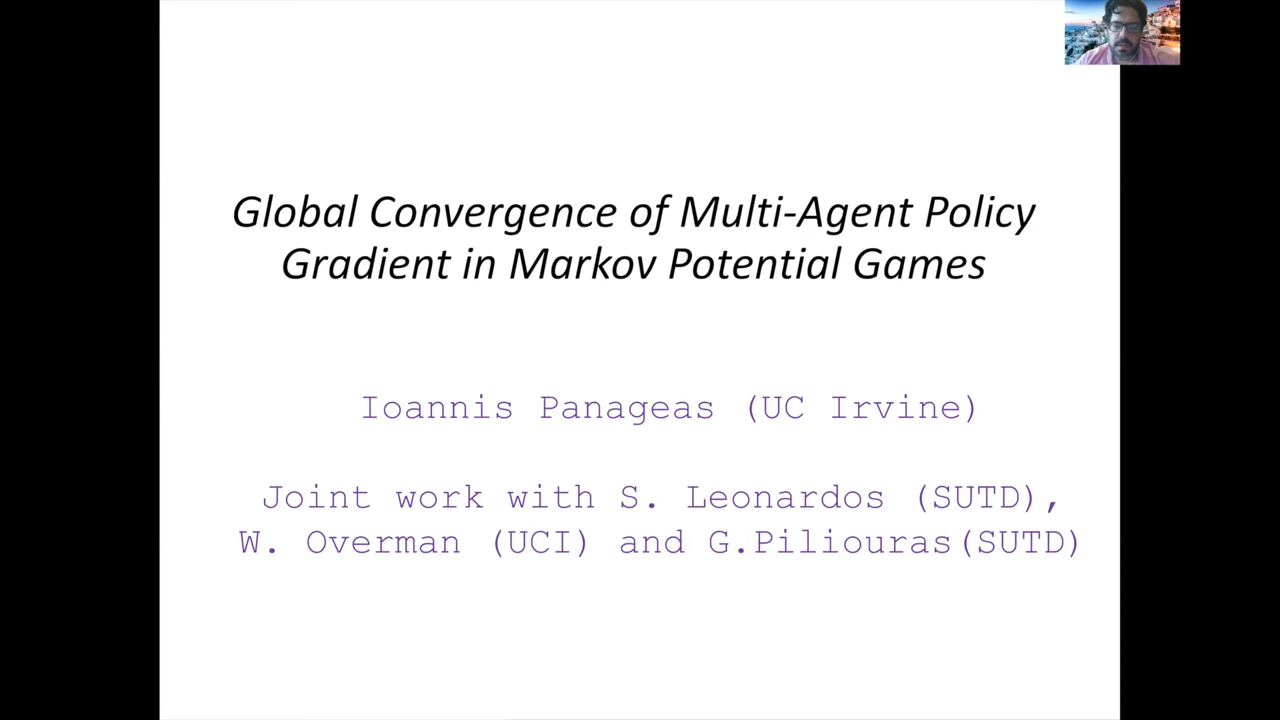 Global Convergence of Multi-Agent Policy
Gradient in Markov Potential Games
Ioannis Panageas (UC Irvine)
Joint work with S. Leonardos (SUTD),
W. Overman (UCI) and G.Piliouras(SUTD)